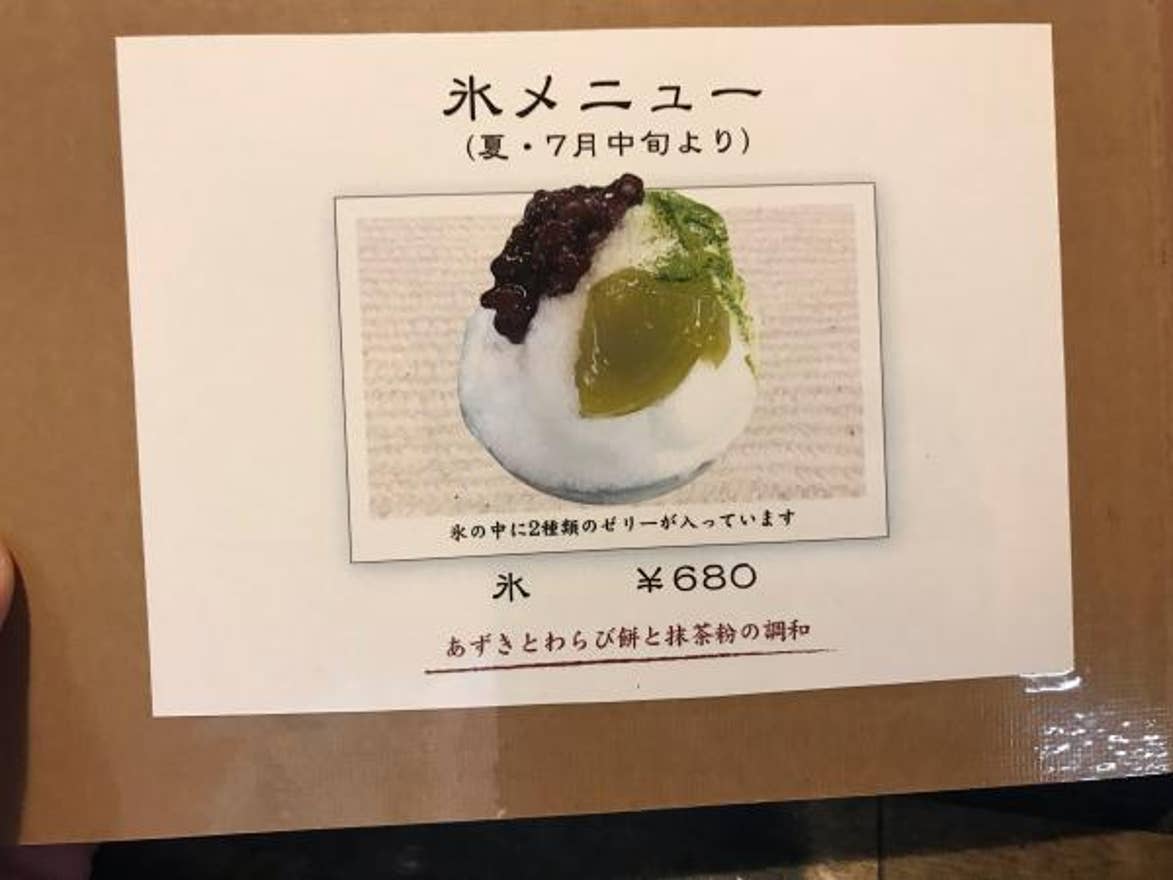 氷メニュー
(夏・7月中旬より)
氷の中に2種類のゼリーが入っています
氷 ¥680
あずきとわらび餅と抹茶粉の調和